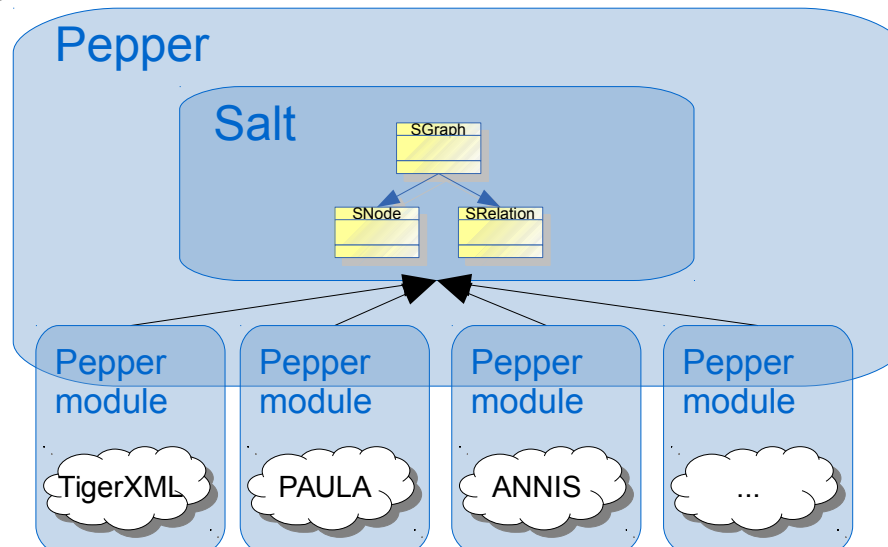 Pepper
Salt
SGraph
SNode
SRelation
Pepper
module
Pepper
module
Pepper
module
Pepper
module
TigerXML
PAULA
ANNIS
...